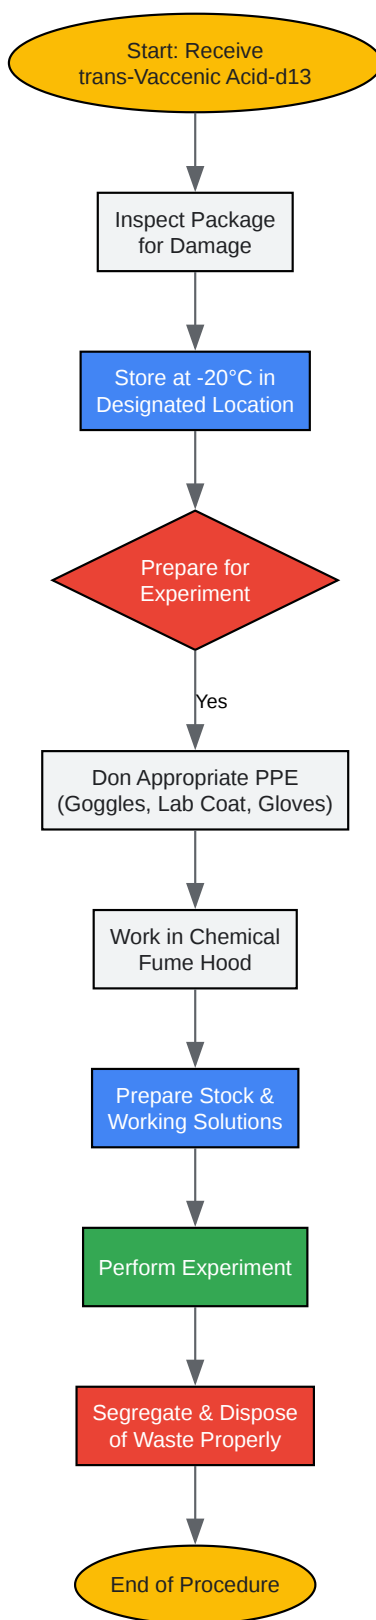 Start: Receive
trans-Vaccenic Acid-d13
Inspect Package
for Damage
Store at -20°C in
Designated Location
Prepare for
Experiment
Yes
Don Appropriate PPE
(Goggles, Lab Coat, Gloves)
Work in Chemical
Fume Hood
Prepare Stock &
Working Solutions
Perform Experiment
Segregate & Dispose
of Waste Properly
End of Procedure